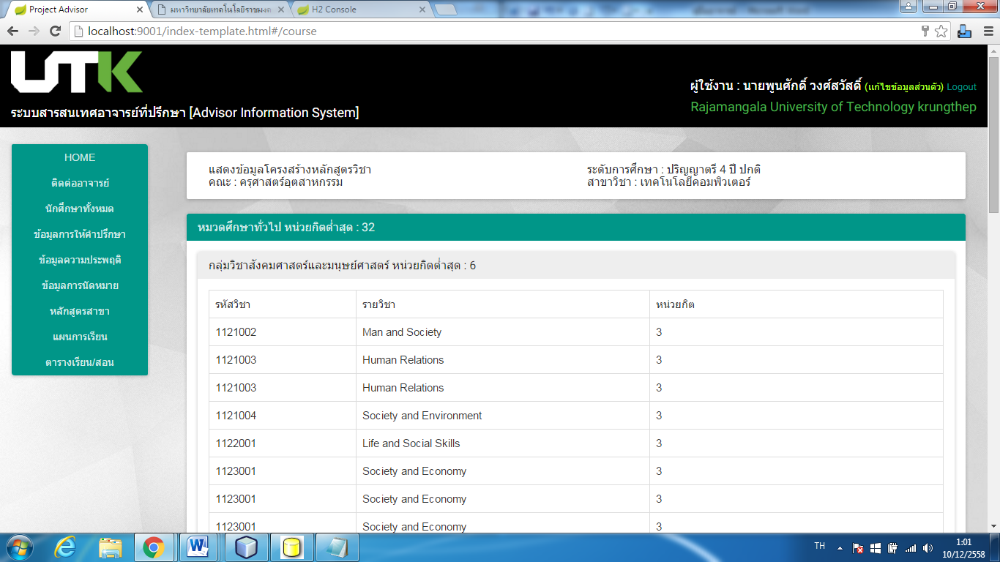 Project Advisor
มหาวิทยาลัยเทคโนโลยีราชมงค
H2 Console
localhost:9001/index-template.html#/course
UTK
ผู้ใช้งาน : นายพูนศักดิ์ วงศ์สวัสดิ์ (แก้ไขข้อมูลส่วนตัว) Logout
Rajamangala University of Technology krungthep
ระบบสารสนเทศอาจารย์ที่ปรึกษา [Advisor Information System]
HOME
ติดต่ออาจารย์
นักศึกษาทั้งหมด
ข้อมูลการให้คำปรึกษา
ข้อมูลความประพฤติ
ข้อมูลการนัดหมาย
หลักสูตรสาขา
แผนการเรียน
ตารางเรียน/สอน
แสดงข้อมูลโครงสร้างหลักสูตรวิชา
คณะ : ครุศาสตร์อุตสาหกรรม
ระดับการศึกษา : ปริญญาตรี 4 ปี ปกติ
สาขาวิชา : เทคโนโลยีคอมพิวเตอร์
หมวดศึกษาทั่วไป หน่วยกิตต่ำสุด : 32
กลุ่มวิชาสังคมศาสตร์และมนุษย์ศาสตร์ หน่วยกิตต่ำสุด : 6
รหัสวิชา รายวิชา หน่วยกิต
1121002 Man and Society 3
1121003 Human Relations 3
1121003 Human Relations 3
1121004 Society and Environment 3
1122001 Life and Social Skills 3
1123001 Society and Economy 3
1123001 Society and Economy 3
1123001 Society and Economy 3
TH
1:01
10/12/2558